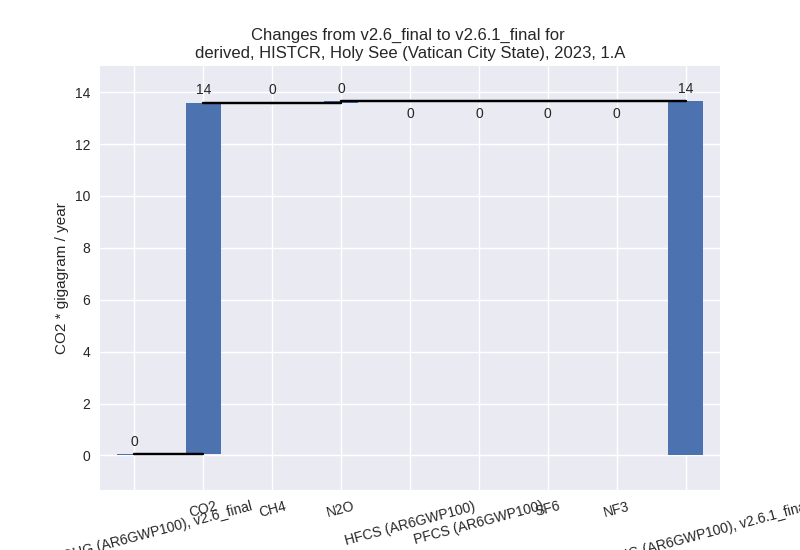 Changes from v2.6_final to v2.6.1_final for
derived, HISTCR, Holy See (Vatican City State), 2023, 1.A
CO2 * gigagram / year
14
12
10
8
6
4
2
0
0
14
0
0
0
0
0
0
14
(AR6GWP100), v2.6_final
CO2
CH4
N2O
HFCS (AR6GWP100)
PFCS (AR6GWP100)
SF6
NF3
(AR6GWP100), v2.6.1_final